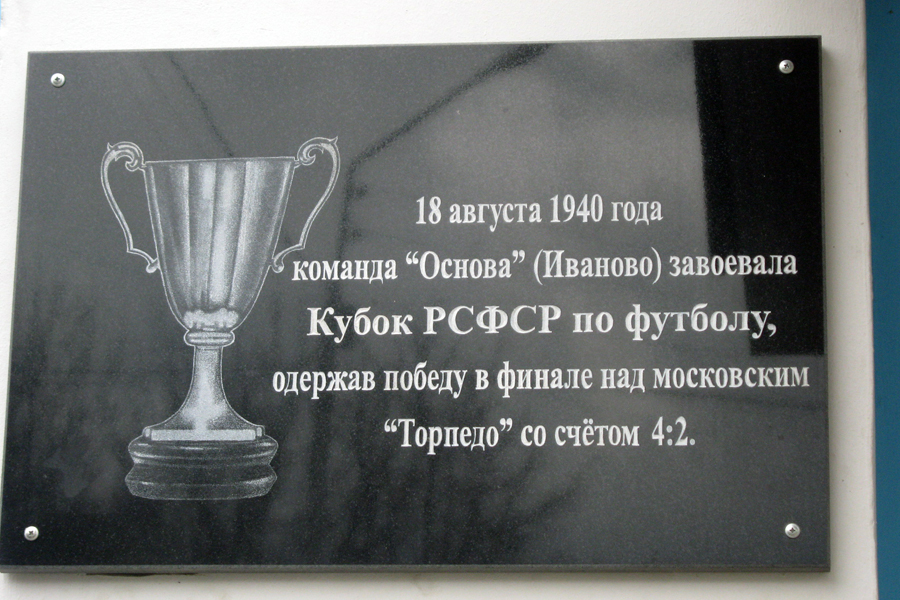 18 августа 1940 года
команда “Основа” (Иваново) завоевала
Кубок РСФСР по футболу,
одержав победу в финале над московским
“Торпедо” со счётом 4:2.